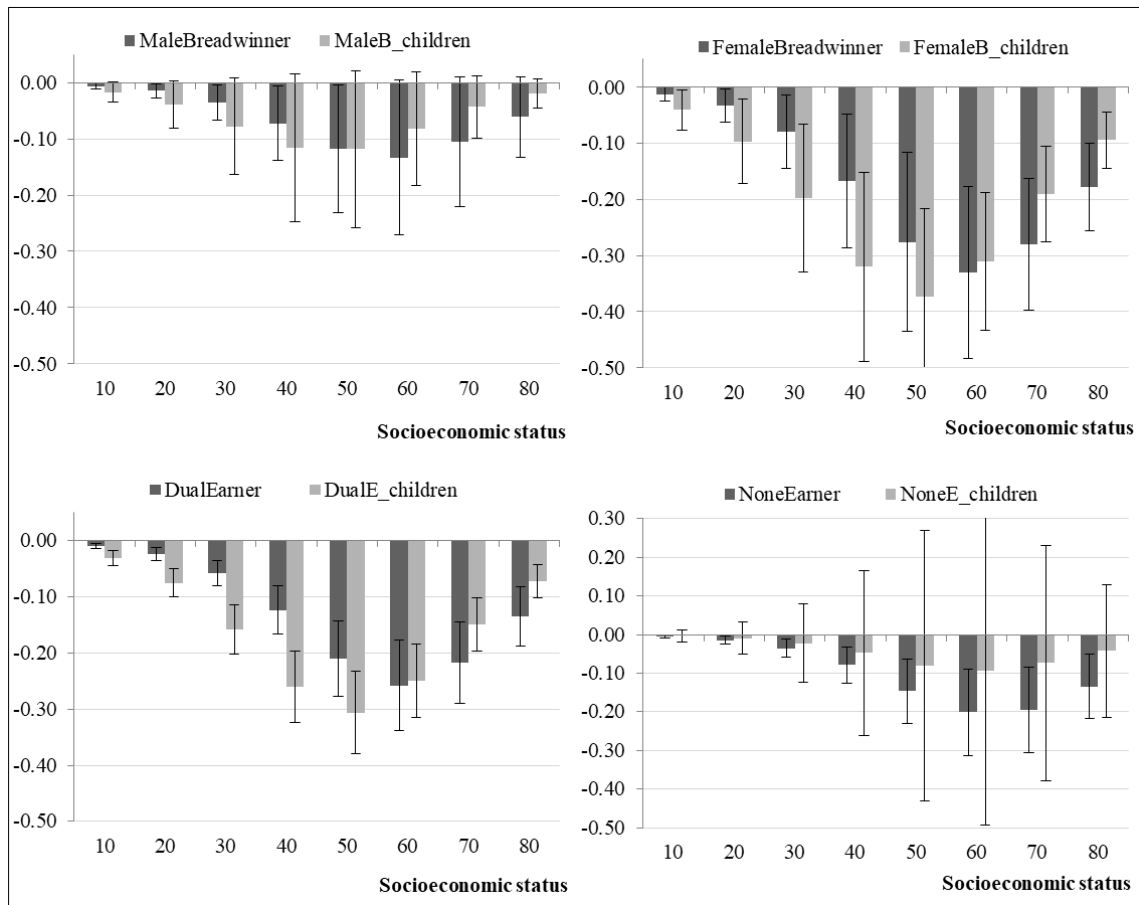 MaleBreadwinner MaleB_children
0.00
-0.10
-0.20
-0.30
-0.40
-0.50
10 20 30 40 50 60 70 80
Socioeconomic status
FemaleBreadwinner FemaleB_children
0.00
-0.10
-0.20
-0.30
-0.40
-0.50
10 20 30 40 50 60 70 80
Socioeconomic status
DualEarner DualE_children
0.00
-0.10
-0.20
-0.30
-0.40
-0.50
10 20 30 40 50 60 70 80
Socioeconomic status
NoneEarner NoneE_children
0.30
0.20
0.10
0.00
-0.10
-0.20
-0.30
-0.40
-0.50
10 20 30 40 50 60 70 80
Socioeconomic status